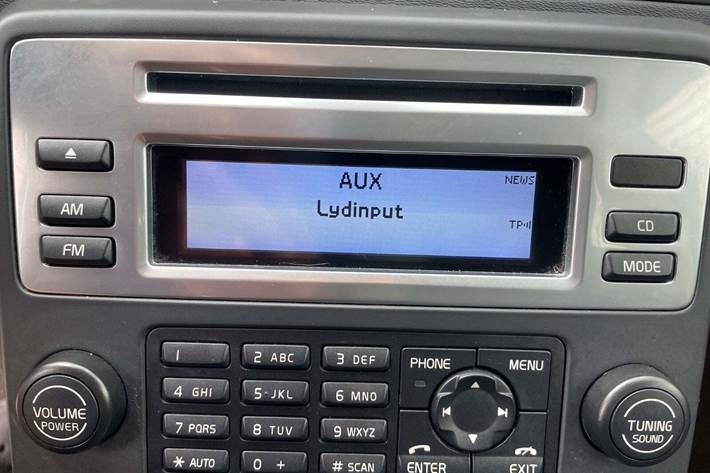 AUX
NEWS
Lydinput
TP
AM
FM
CD
MODE
1
2 ABC
3 DEF
4 GHI
5·JKL
6 MNO
7 PQRS
8 TUV
9 WXYZ
* AUTO
0 +
# SCAN
PHONE
MENU
ENTER
EXIT
VOLUME
POWER
TUNING
SOUND